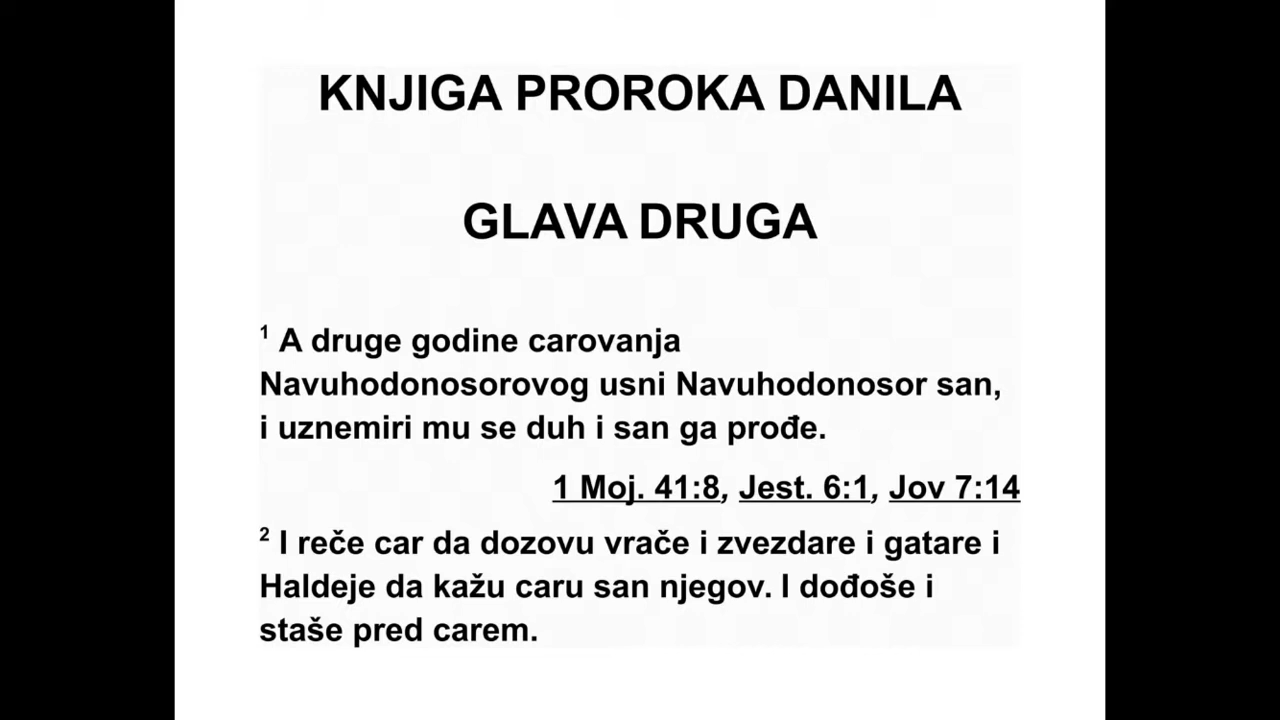 KNJIGA PROROKA DANILA
GLAVA DRUGA
1 A druge godine carovanja
Navuhodonosorovog usni Navuhodonosor san,
i uznemiri mu se duh i san ga prođe.
1 Moj. 41:8, Jest. 6:1, Jov 7:14
2 I reče car da dozovu vrače i zvezdare i gatare i
Haldeje da kažu caru san njegov. I dođoše i
staše pred carem.